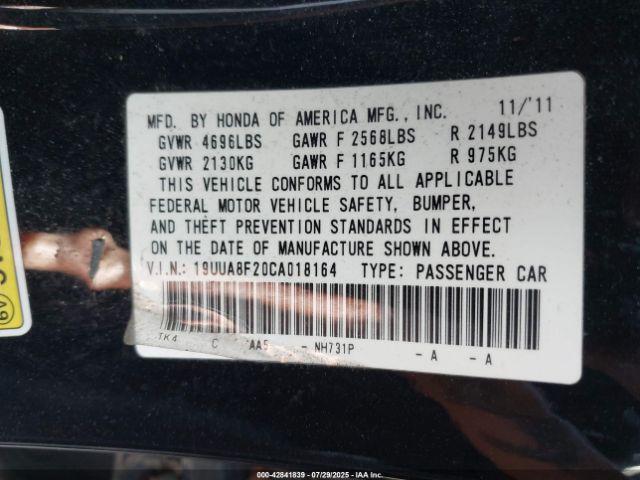 MFD. BY HONDA OF AMERICA MFG., INC. 11/'11
GVWR 4696LBS GAWR F 2568LBS R 2149LBS
GVWR 2130KG GAWR F 1165KG R 975KG
THIS VEHICLE CONFORMS TO ALL APPLICABLE
FEDERAL MOTOR VEHICLE SAFETY, BUMPER,
AND THEFT PREVENTION STANDARDS IN EFFECT
ON THE DATE OF MANUFACTURE SHOWN ABOVE.
V.I.N.: 19UUA8F20CA018164 TYPE: PASSENGER CAR
TK4 C AA5 - NH731P - A - A
000-42841839 07/29/2025 IAA